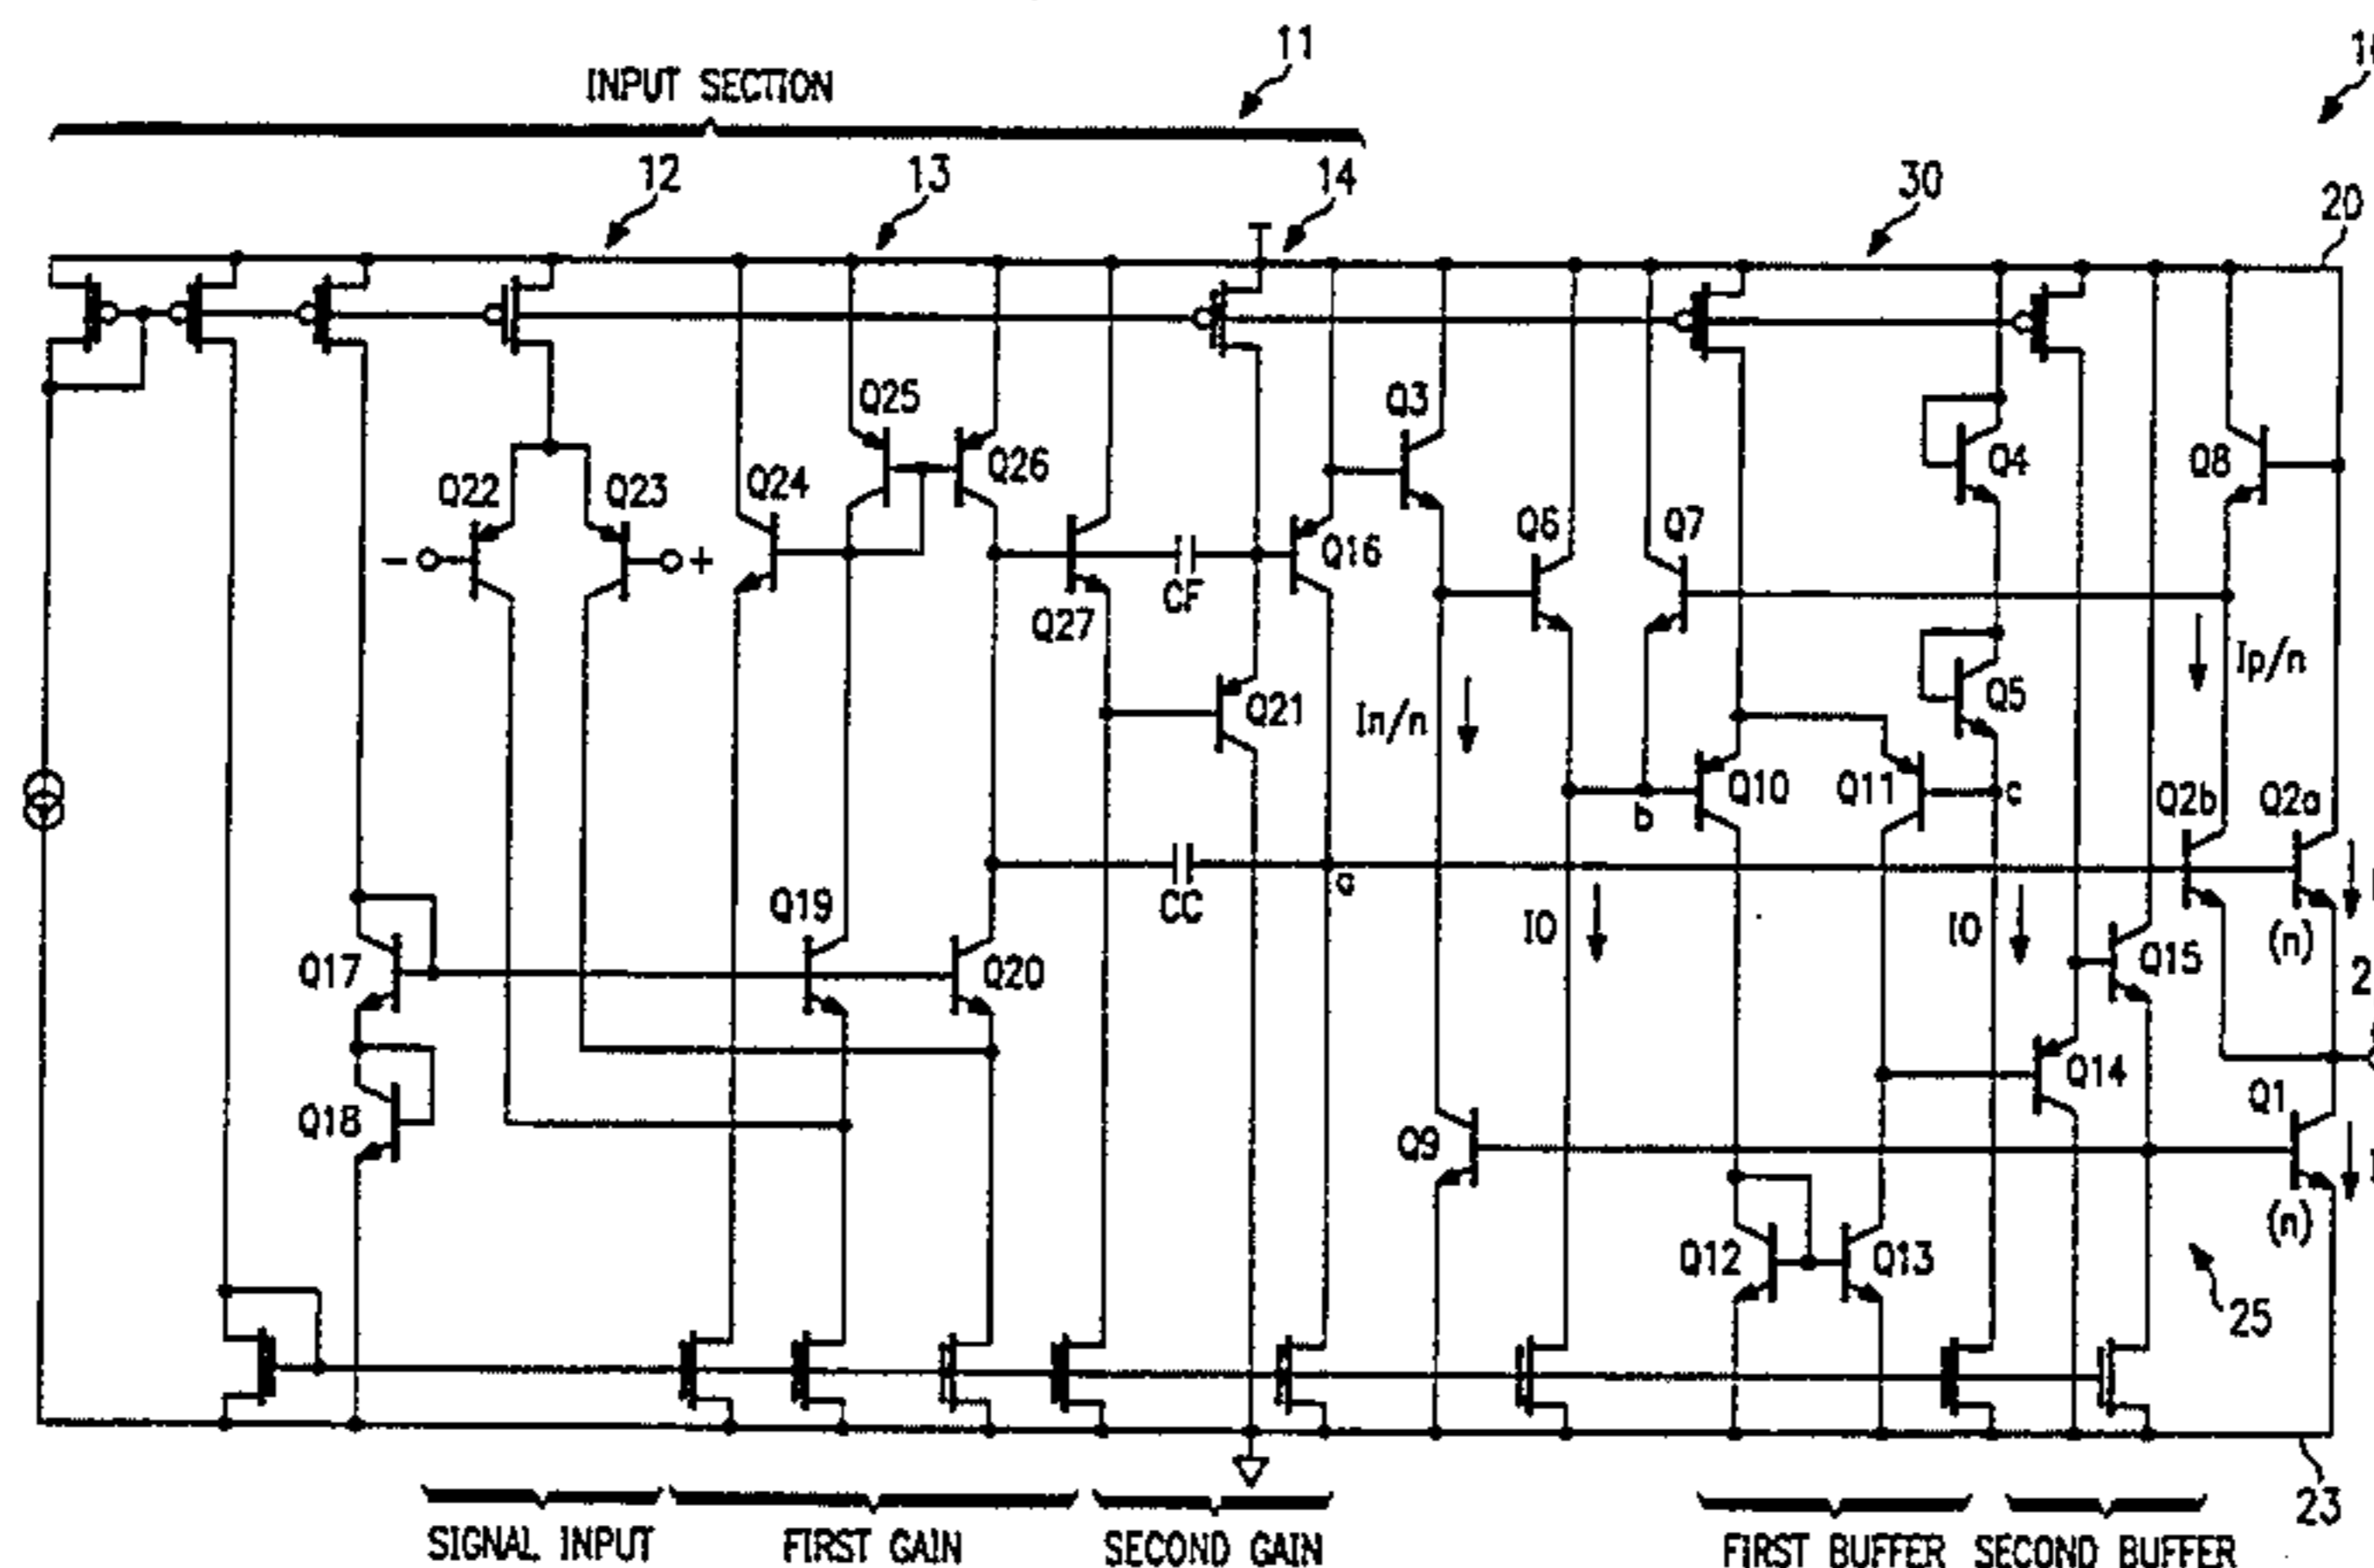 11
INPUT SECTION
12
13
14
30
20
Q25
Q26
Q3
Q4
Q8
Q22
Q23
Q24
Q6
Q7
Q16
CF
Q27
Q21
Q5
Ip/n
In/n
Q10
Q11
c
b
Q2b
Q2a
a
CC
Q19
IO
IO
(n)
Q17
Q20
Q15
Q14
Q18
Q9
Q1
Q12
Q13
(n)
25
23
SIGNAL INPUT
FIRST GAIN
SECOND GAIN
FIRST BUFFER
SECOND BUFFER
- +